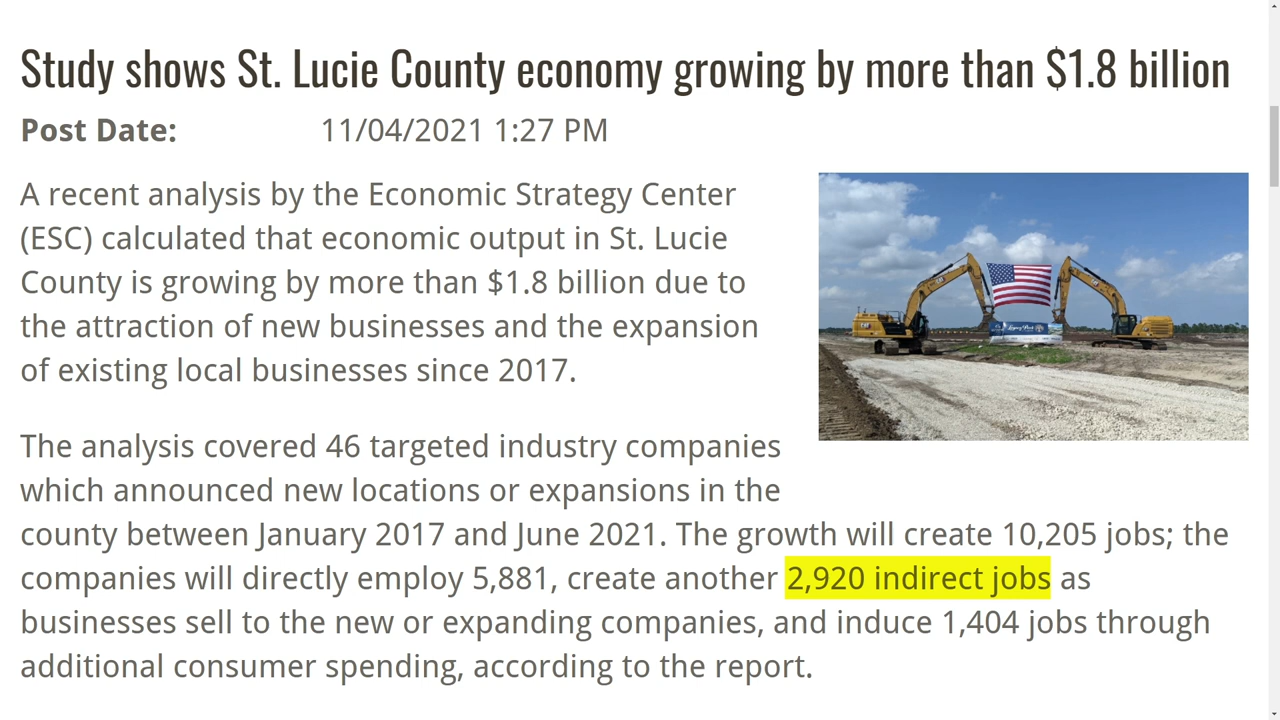 Study shows St. Lucie County economy growing by more than $1.8 billion
Post Date: 11/04/2021 1:27 PM
A recent analysis by the Economic Strategy Center
(ESC) calculated that economic output in St. Lucie
County is growing by more than $1.8 billion due to
the attraction of new businesses and the expansion
of existing local businesses since 2017.
The analysis covered 46 targeted industry companies
which announced new locations or expansions in the
county between January 2017 and June 2021. The growth will create 10,205 jobs; the
companies will directly employ 5,881, create another 2,920 indirect jobs as
businesses sell to the new or expanding companies, and induce 1,404 jobs through
additional consumer spending, according to the report.
Legacy Park